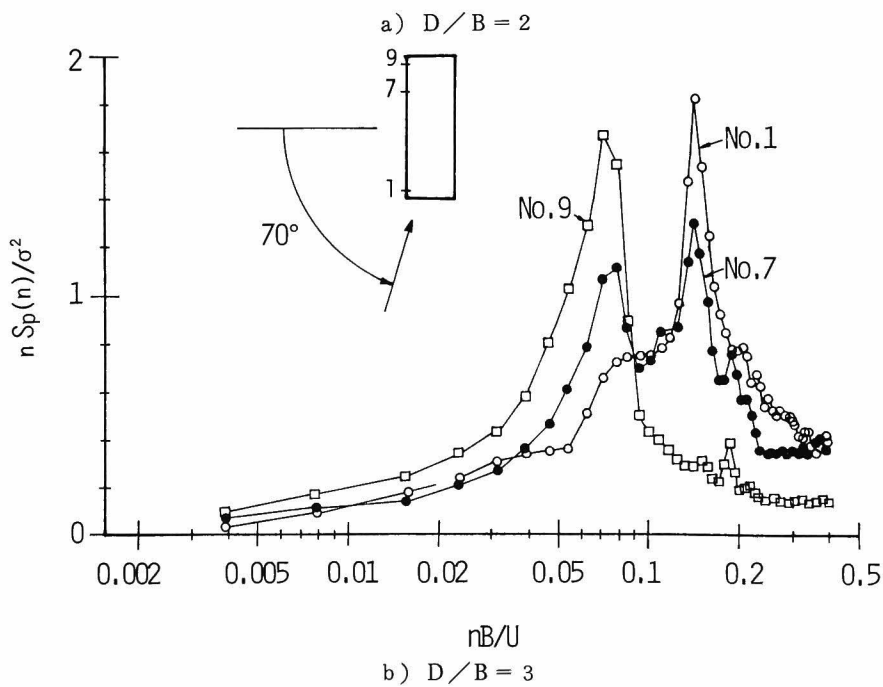 a) D/B = 2
2
9
7
1
70°
No.1
No.9
No.7
n Sp(n)/σ²
1
0
0.002 0.005 0.01 0.02 0.05 0.1 0.2 0.5
nB/U
b) D/B = 3